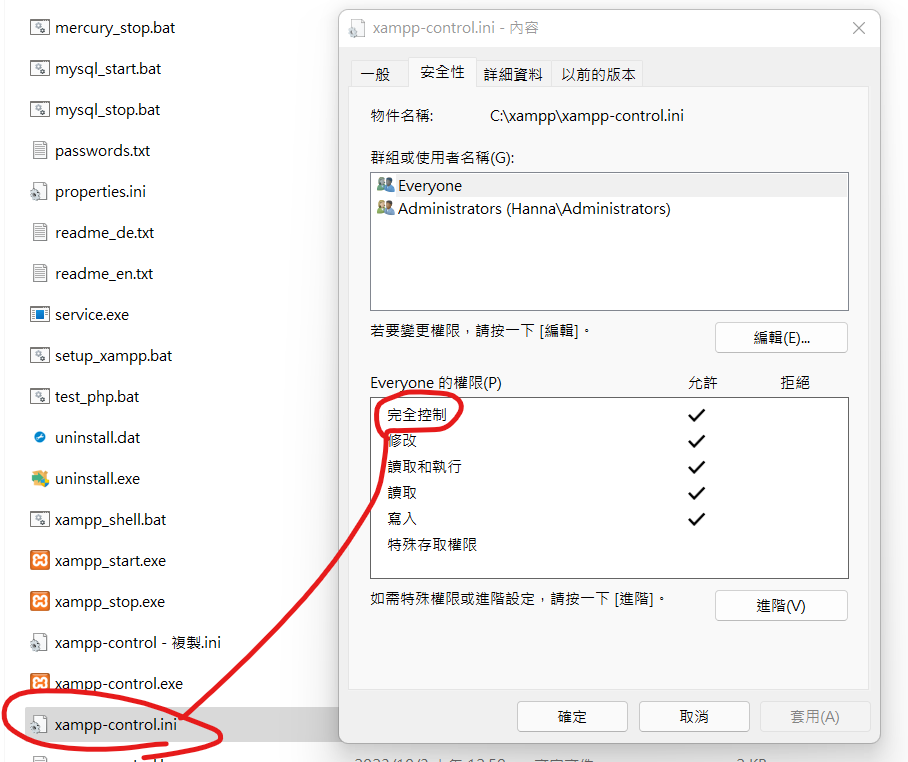 mercury_stop.bat
mysql_start.bat
mysql_stop.bat
passwords.txt
properties.ini
readme_de.txt
readme_en.txt
service.exe
setup_xampp.bat
test_php.bat
uninstall.dat
uninstall.exe
xampp_shell.bat
xampp_start.exe
xampp_stop.exe
xampp-control - 複製.ini
xampp-control.exe
xampp-control.ini
xampp-control.ini - 內容
一般 安全性 詳細資料 以前的版本
物件名稱: C:\xampp\xampp-control.ini
群組或使用者名稱(G):
Everyone
Administrators (Hanna\Administrators)
若要變更權限，請按一下 [編輯]。
編輯(E)...
Everyone 的權限(P) 允許 拒絕
完全控制
修改
讀取和執行
讀取
寫入
特殊存取權限
如需特殊權限或進階設定，請按一下 [進階]。
進階(V)
確定 取消 套用(A)